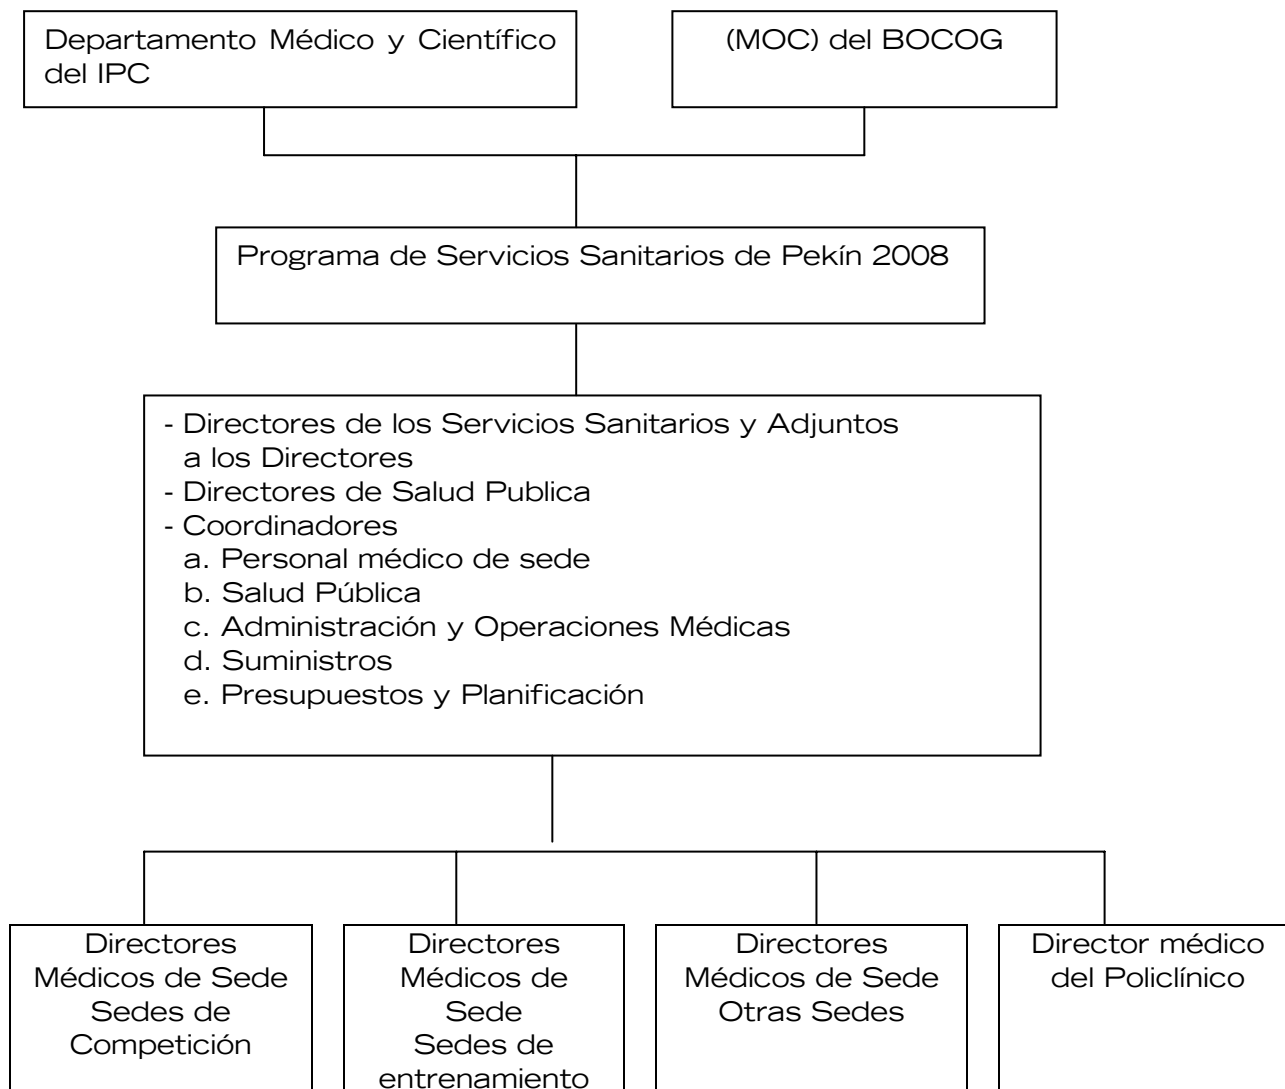 Departamento Médico y Científico
del IPC
(MOC) del BOCOG
Programa de Servicios Sanitarios de Pekín 2008
- Directores de los Servicios Sanitarios y Adjuntos
a los Directores
- Directores de Salud Publica
- Coordinadores
a. Personal médico de sede
b. Salud Pública
c. Administración y Operaciones Médicas
d. Suministros
e. Presupuestos y Planificación
Directores
Médicos de Sede
Sedes de
Competición
Directores
Médicos de
Sede
Sedes de
entrenamiento
Directores
Médicos de Sede
Otras Sedes
Director médico
del Policlínico